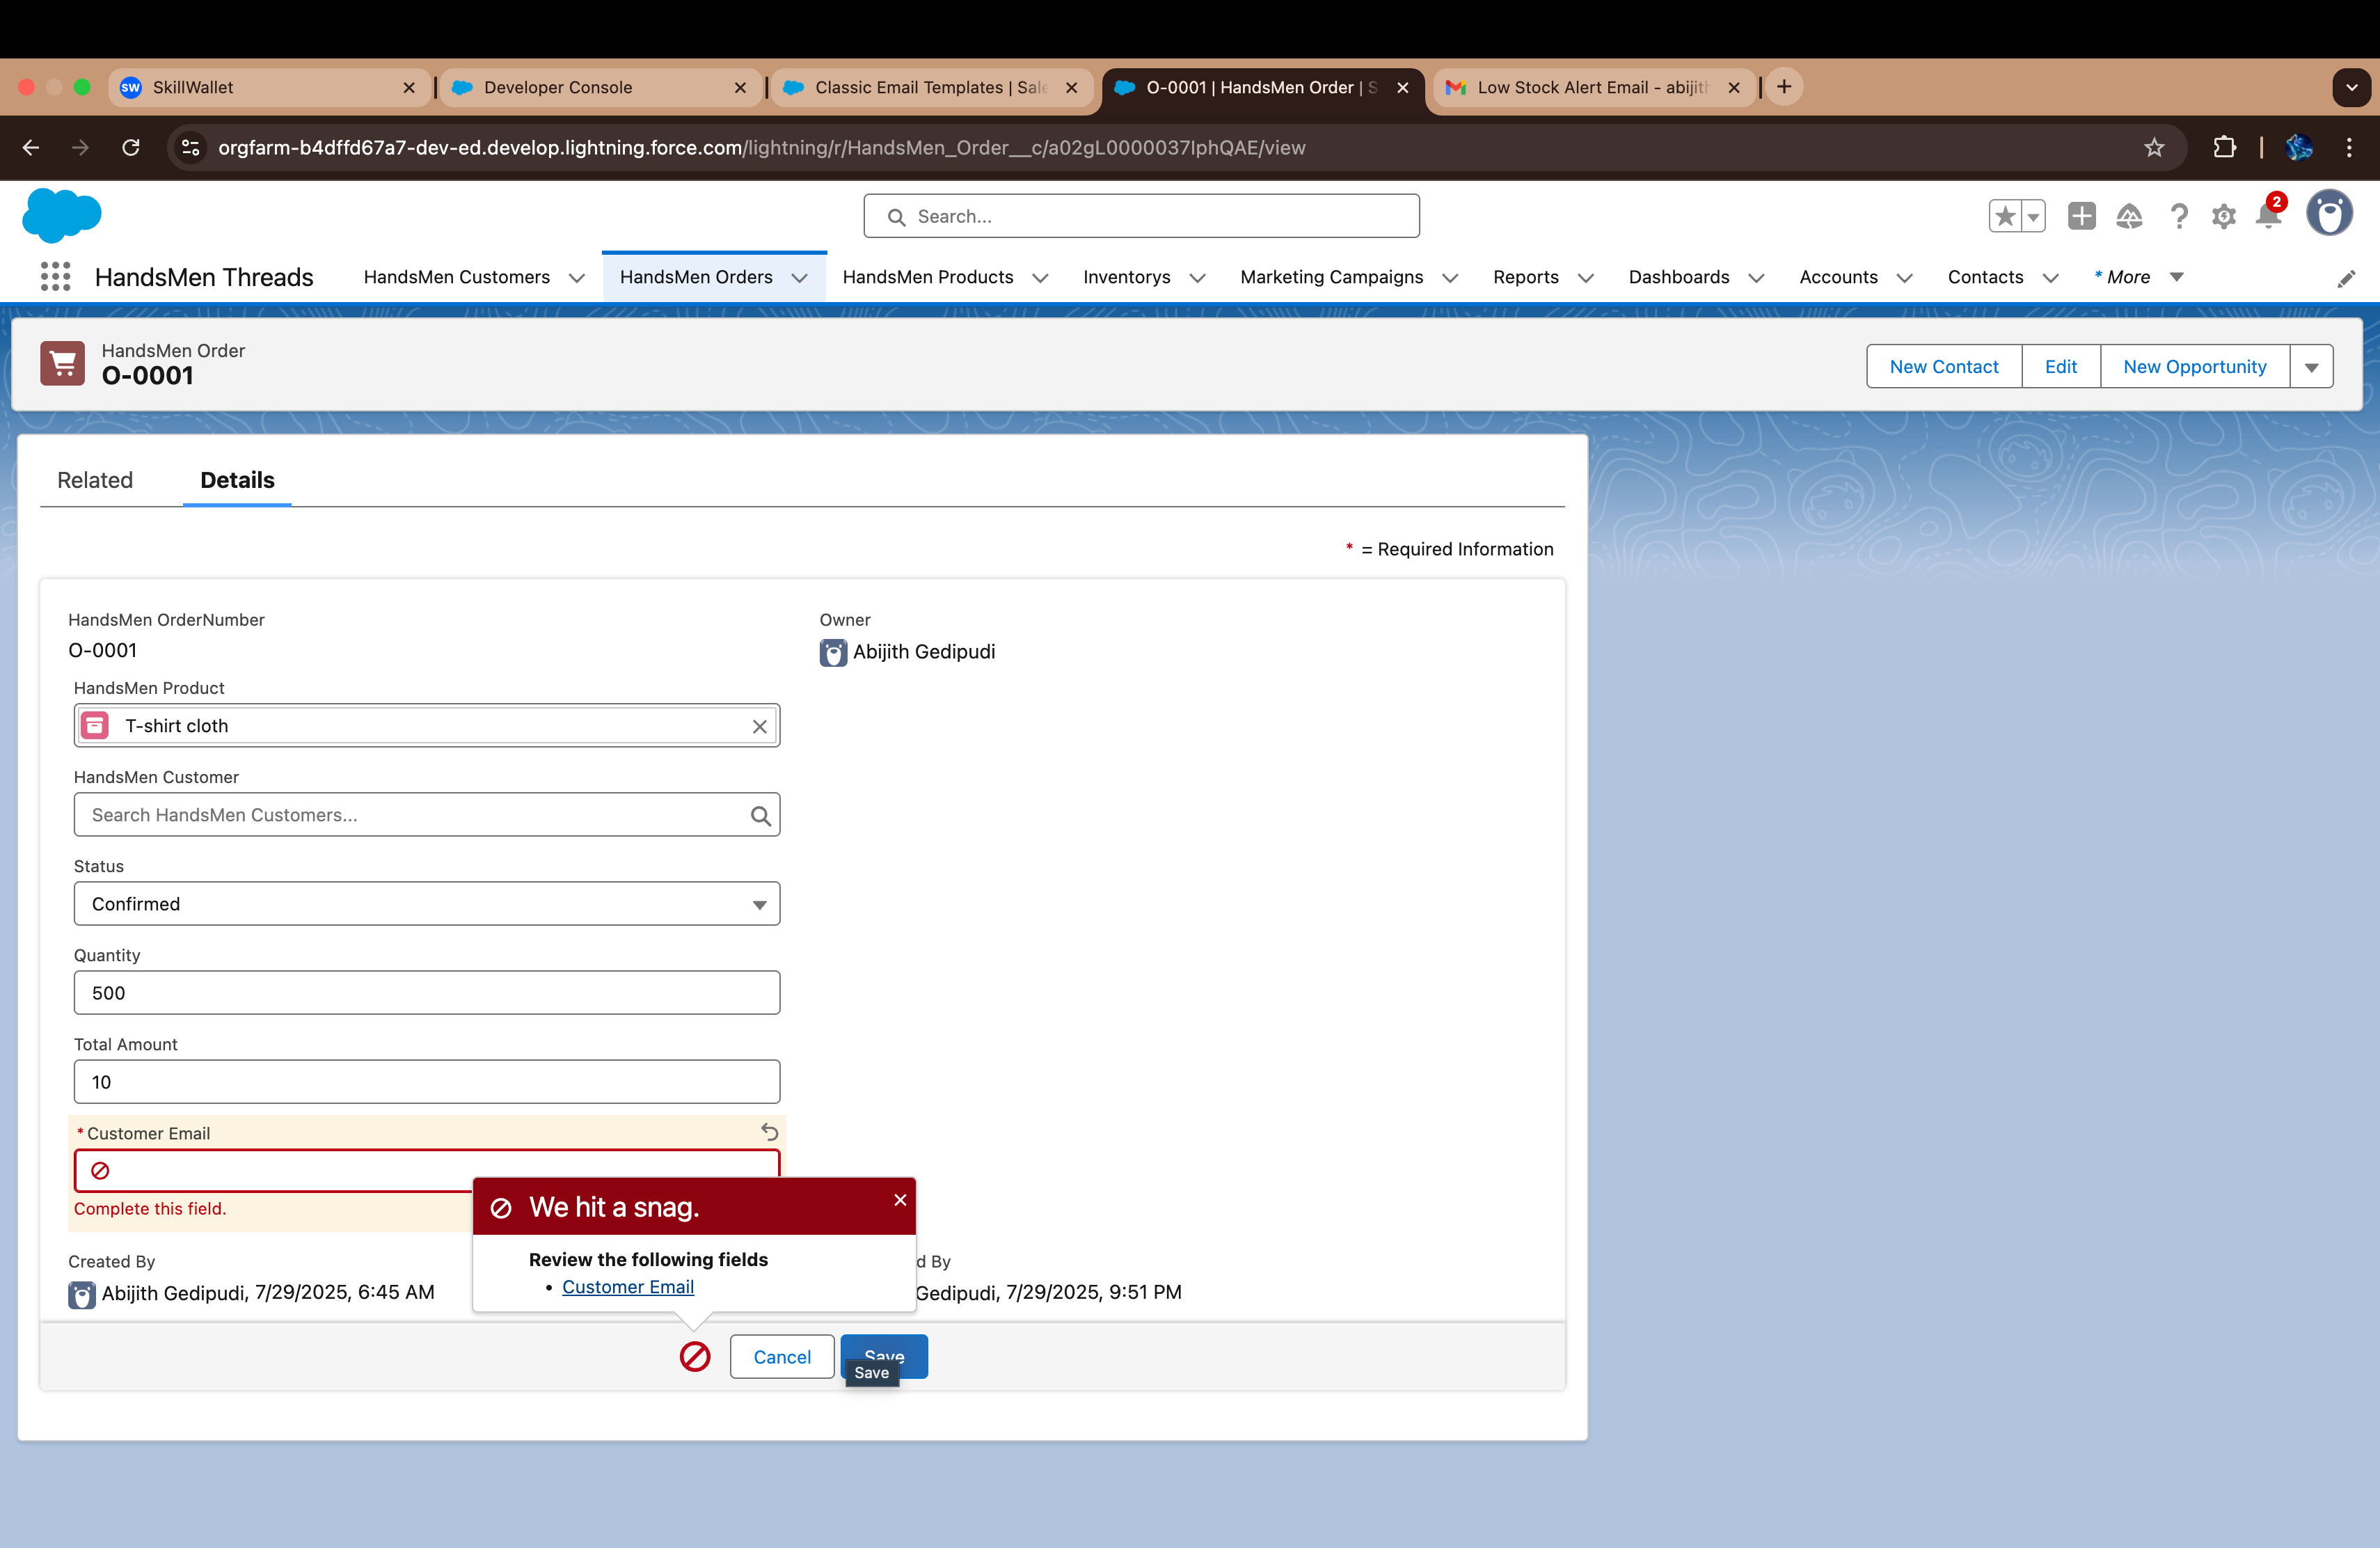 SW SkillWallet
Developer Console
Classic Email Templates | Sale
O-0001 | HandsMen Order | S
Low Stock Alert Email - abijith
orgfarm-b4dffd67a7-dev-ed.develop.lightning.force.com/lightning/r/HandsMen_Order__c/a02gL0000037lphQAE/view
Search...
2
HandsMen Threads
HandsMen Customers
HandsMen Orders
HandsMen Products
Inventorys
Marketing Campaigns
Reports
Dashboards
Accounts
Contacts
* More
HandsMen Order
O-0001
New Contact
Edit
New Opportunity
Related
Details
* = Required Information
HandsMen OrderNumber
O-0001
Owner
Abijith Gedipudi
HandsMen Product
T-shirt cloth
HandsMen Customer
Search HandsMen Customers...
Status
Confirmed
Quantity
500
Total Amount
10
* Customer Email
Complete this field.
We hit a snag.
Review the following fields
• Customer Email
Created By
d By
Abijith Gedipudi, 7/29/2025, 6:45 AM
Gedipudi, 7/29/2025, 9:51 PM
Cancel
Save
Save